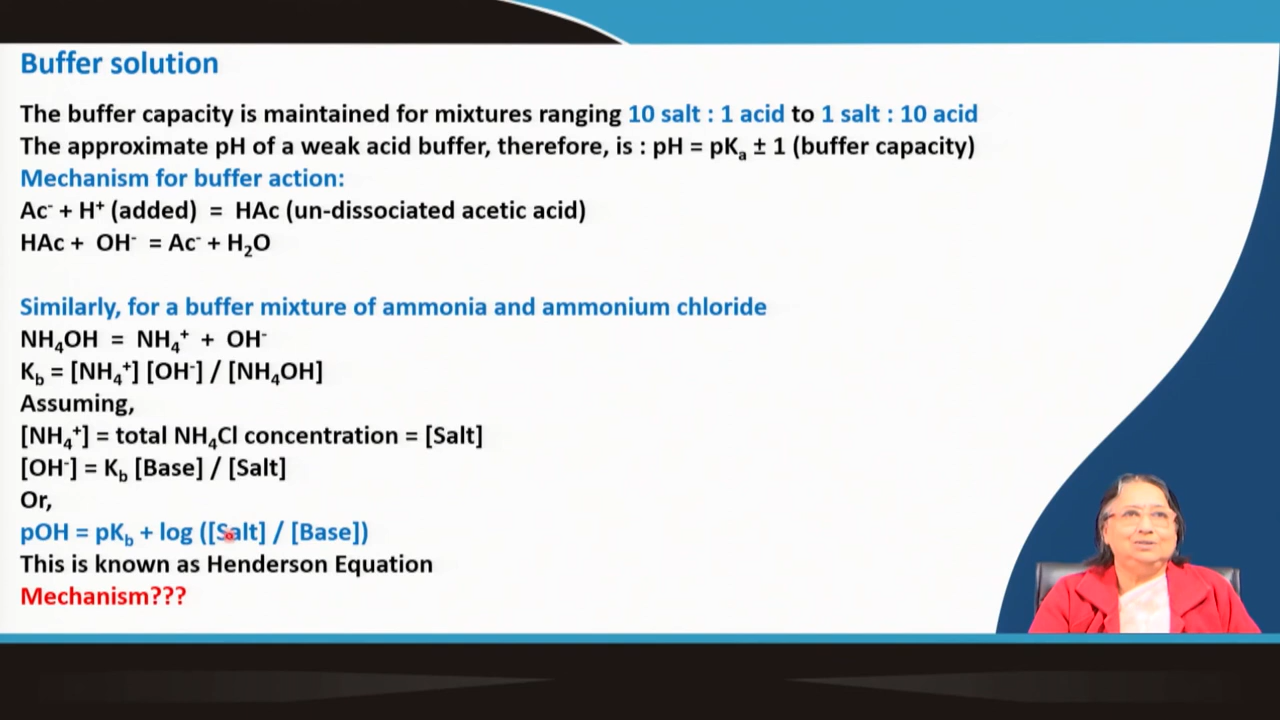 Buffer solution
The buffer capacity is maintained for mixtures ranging 10 salt : 1 acid to 1 salt : 10 acid
The approximate pH of a weak acid buffer, therefore, is : pH = pKₐ ± 1 (buffer capacity)
Mechanism for buffer action:
Ac⁻ + H⁺ (added) = HAc (un-dissociated acetic acid)
HAc + OH⁻ = Ac⁻ + H₂O
Similarly, for a buffer mixture of ammonia and ammonium chloride
NH₄OH = NH₄⁺ + OH⁻
K_b = [NH₄⁺] [OH⁻] / [NH₄OH]
Assuming,
[NH₄⁺] = total NH₄Cl concentration = [Salt]
[OH⁻] = K_b [Base] / [Salt]
Or,
pOH = pK_b + log ([Salt] / [Base])
This is known as Henderson Equation
Mechanism???